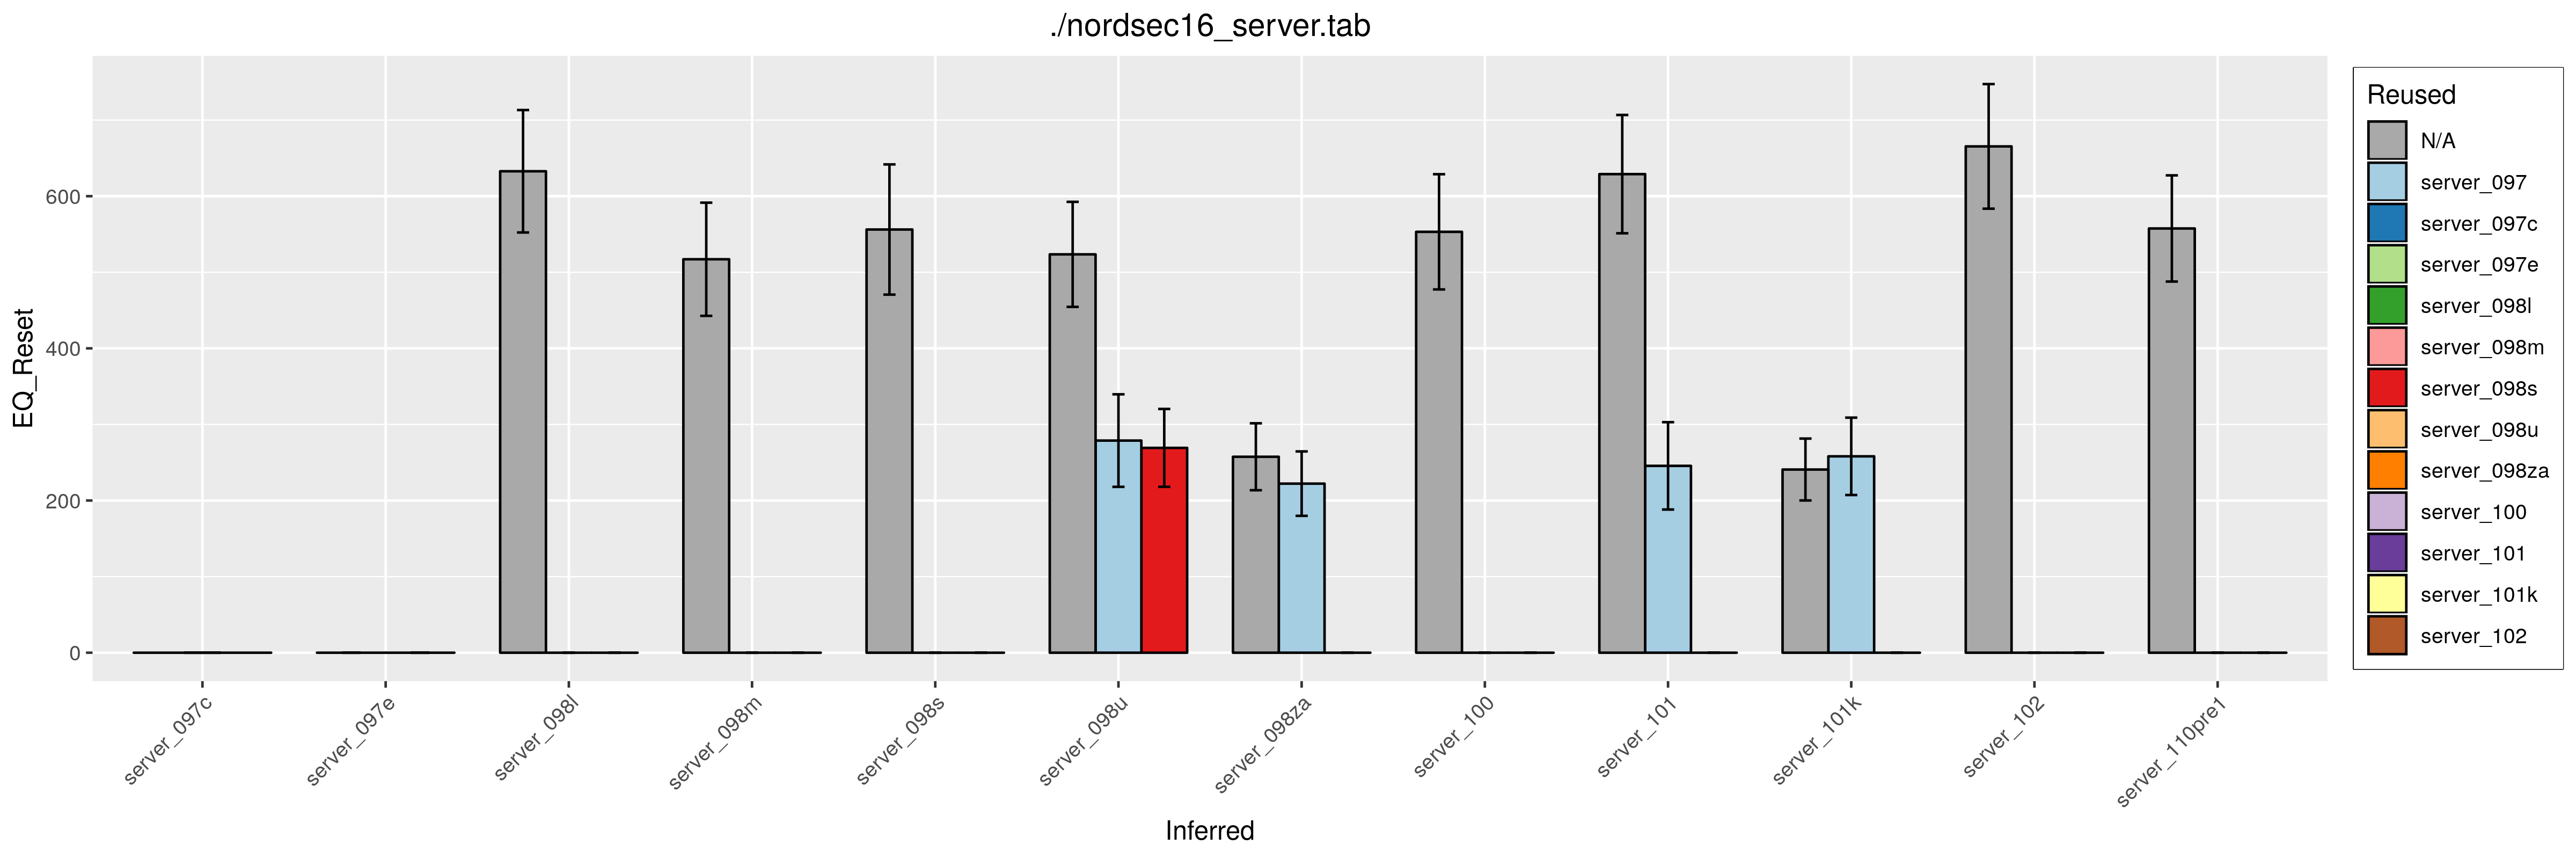 ./nordsec16_server.tab
EQ_Reset
600
400
200
0
server_097c
server_097e
server_098l
server_098m
server_098s
server_098u
server_098za
server_100
server_101
server_101k
server_102
server_110pre1
Inferred
Reused
N/A
server_097
server_097c
server_097e
server_098l
server_098m
server_098s
server_098u
server_098za
server_100
server_101
server_101k
server_102